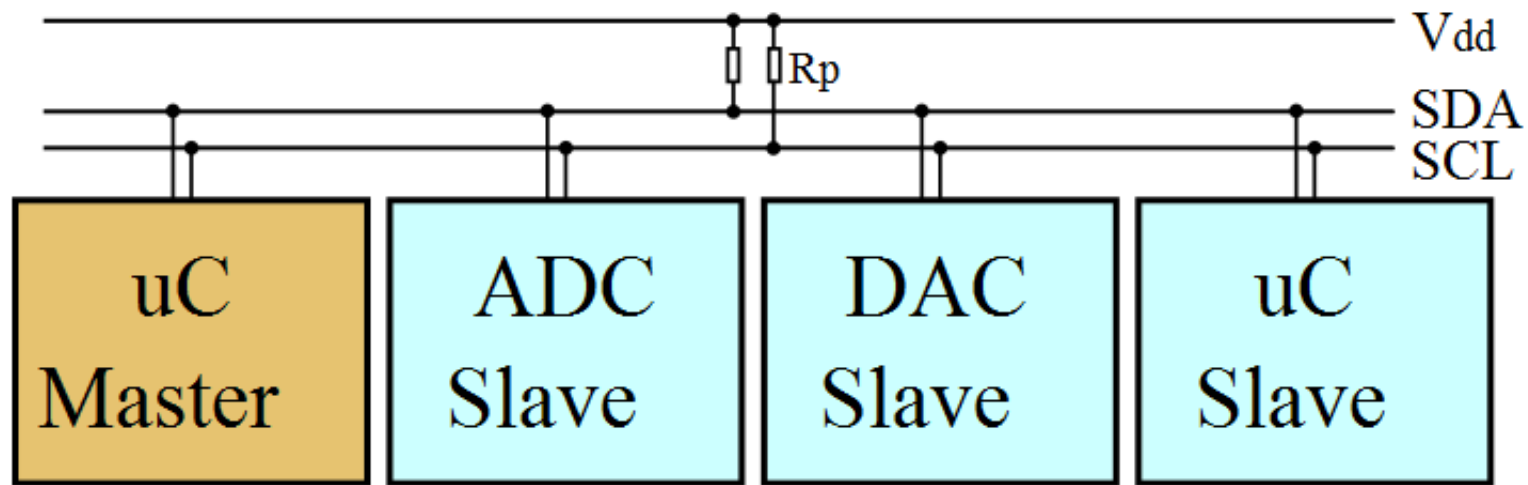 Vdd
Rp
SDA
SCL
uC
Master
ADC
Slave
DAC
Slave
uC
Slave